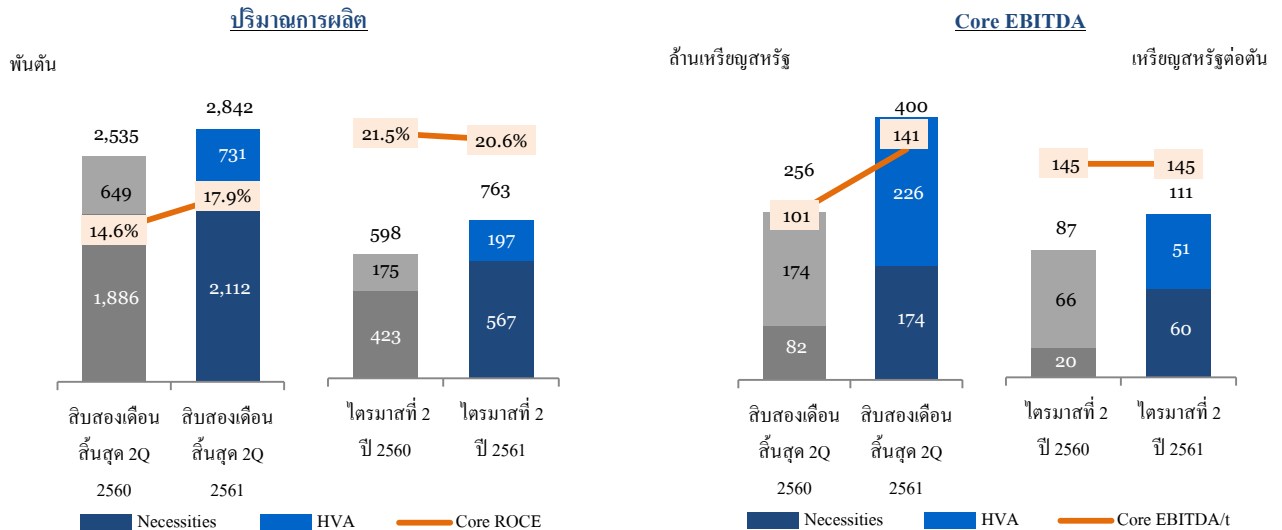 ปริมาณการผลิต
พันตัน
2,535
649
14.6%
1,886
2,842
731
17.9%
2,112
21.5%
598
175
423
20.6%
763
197
567
สิบสองเดือน
สิ้นสุด 2Q
2560
สิบสองเดือน
สิ้นสุด 2Q
2561
ไตรมาสที่ 2
ปี 2560
ไตรมาสที่ 2
ปี 2561
Necessities
HVA
Core ROCE
Core EBITDA
ล้านเหรียญสหรัฐ
เหรียญสหรัฐต่อตัน
256
101
174
82
400
141
226
174
145
87
66
20
145
111
51
60
สิบสองเดือน
สิ้นสุด 2Q
2560
สิบสองเดือน
สิ้นสุด 2Q
2561
ไตรมาสที่ 2
ปี 2560
ไตรมาสที่ 2
ปี 2561
Necessities
HVA
Core EBITDA/t